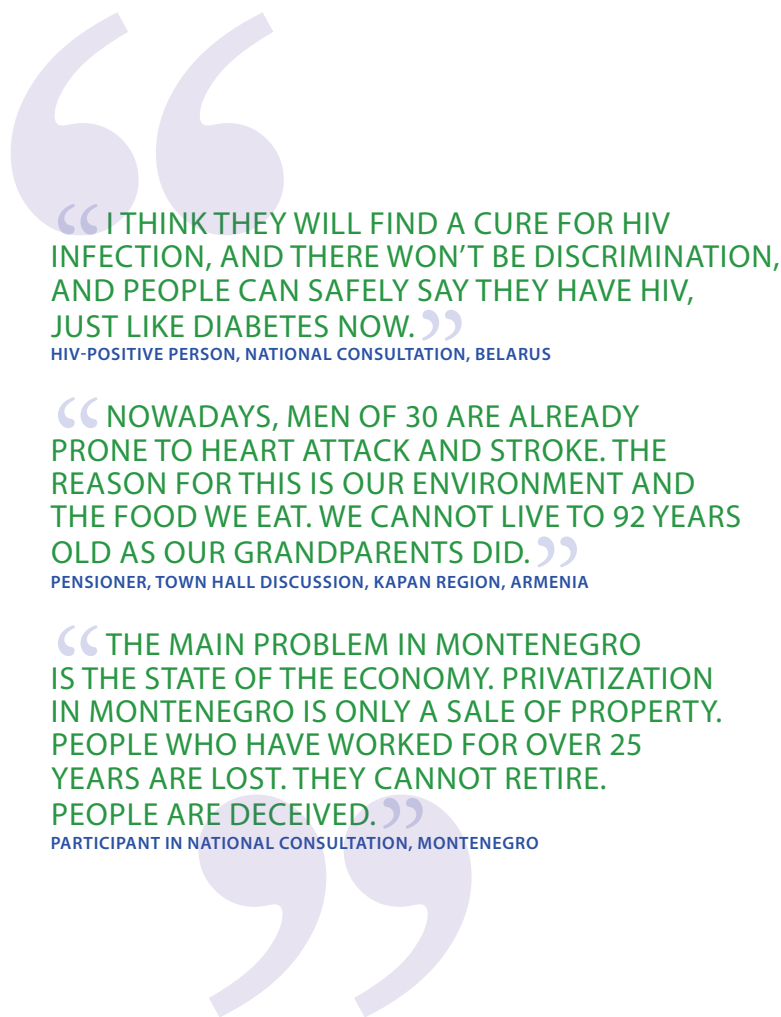 “I THINK THEY WILL FIND A CURE FOR HIV
INFECTION, AND THERE WON’T BE DISCRIMINATION,
AND PEOPLE CAN SAFELY SAY THEY HAVE HIV,
JUST LIKE DIABETES NOW.”
HIV-POSITIVE PERSON, NATIONAL CONSULTATION, BELARUS
“NOWADAYS, MEN OF 30 ARE ALREADY
PRONE TO HEART ATTACK AND STROKE. THE
REASON FOR THIS IS OUR ENVIRONMENT AND
THE FOOD WE EAT. WE CANNOT LIVE TO 92 YEARS
OLD AS OUR GRANDPARENTS DID.”
PENSIONER, TOWN HALL DISCUSSION, KAPAN REGION, ARMENIA
“THE MAIN PROBLEM IN MONTENEGRO
IS THE STATE OF THE ECONOMY. PRIVATIZATION
IN MONTENEGRO IS ONLY A SALE OF PROPERTY.
PEOPLE WHO HAVE WORKED FOR OVER 25
YEARS ARE LOST. THEY CANNOT RETIRE.
PEOPLE ARE DECEIVED.”
PARTICIPANT IN NATIONAL CONSULTATION, MONTENEGRO